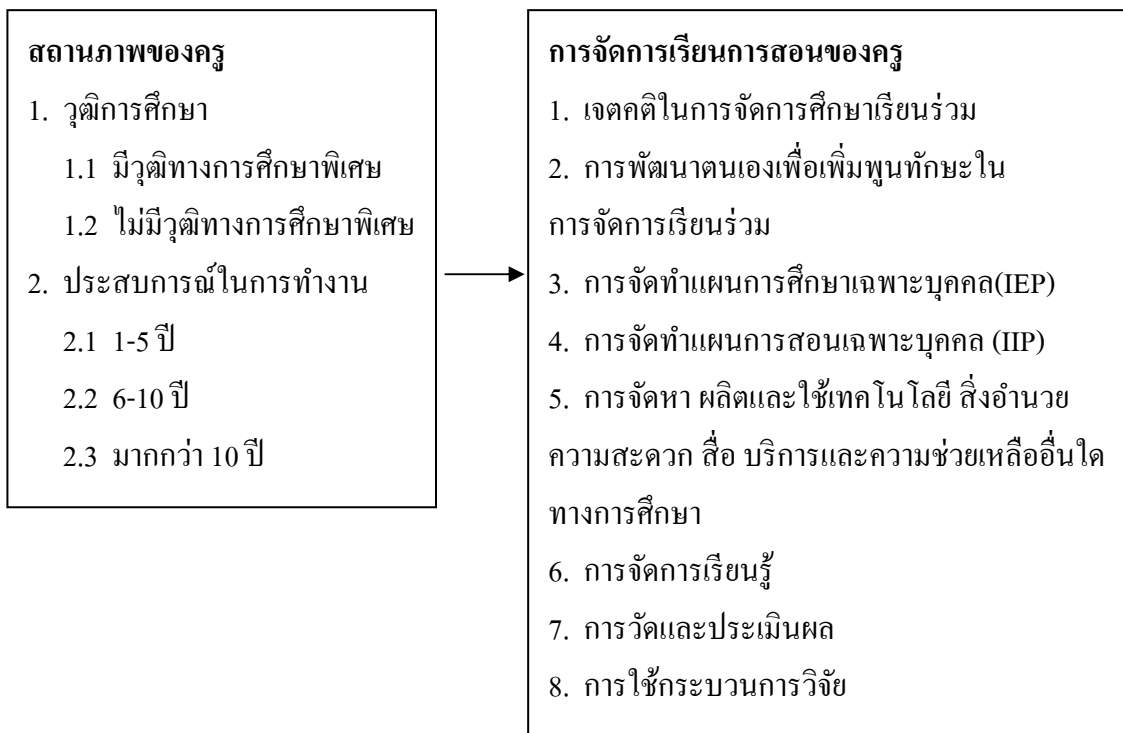 สถานภาพของครู
1. วุฒิการศึกษา
1.1 มีวุฒิทางการศึกษาพิเศษ
1.2 ไม่มีวุฒิทางการศึกษาพิเศษ
2. ประสบการณ์ในการทำงาน
2.1 1-5 ปี
2.2 6-10 ปี
2.3 มากกว่า 10 ปี
การจัดการเรียนการสอนของครู
1. เจตคติในการจัดการศึกษาเรียนร่วม
2. การพัฒนาตนเองเพื่อเพิ่มพูนทักษะใน
การจัดการเรียนร่วม
3. การจัดทำแผนการศึกษาเฉพาะบุคคล(IEP)
4. การจัดทำแผนการสอนเฉพาะบุคคล (IIP)
5. การจัดหา ผลิตและใช้เทคโนโลยี สิ่งอำนวย
ความสะดวก สื่อ บริการและความช่วยเหลืออื่นใด
ทางการศึกษา
6. การจัดการเรียนรู้
7. การวัดและประเมินผล
8. การใช้กระบวนการวิจัย